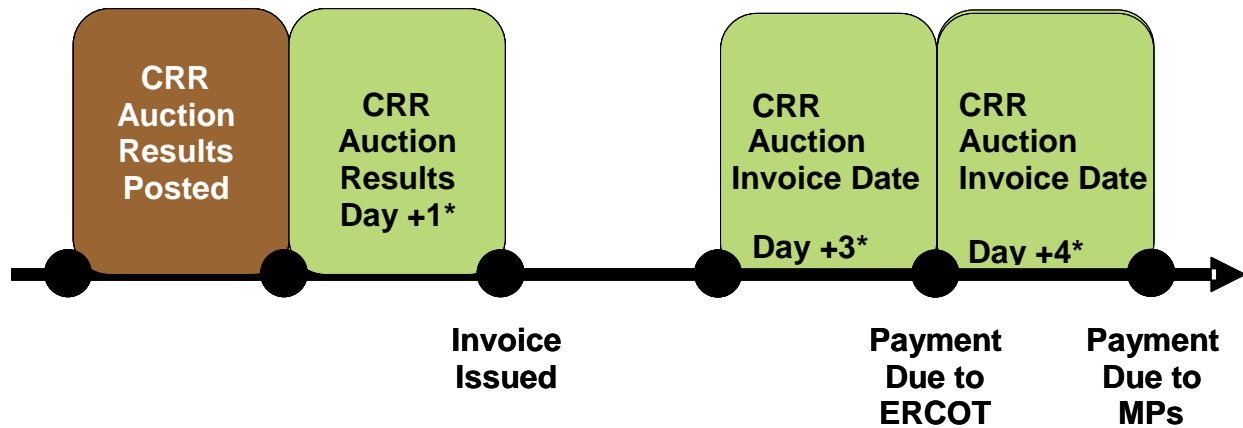 CRR
Auction
Results
Posted
CRR
Auction
Results
Day +1*
CRR
Auction
Invoice Date
Day +3*
CRR
Auction
Invoice Date
Day +4*
Invoice
Issued
Payment
Due to
ERCOT
Payment
Due to
MPs